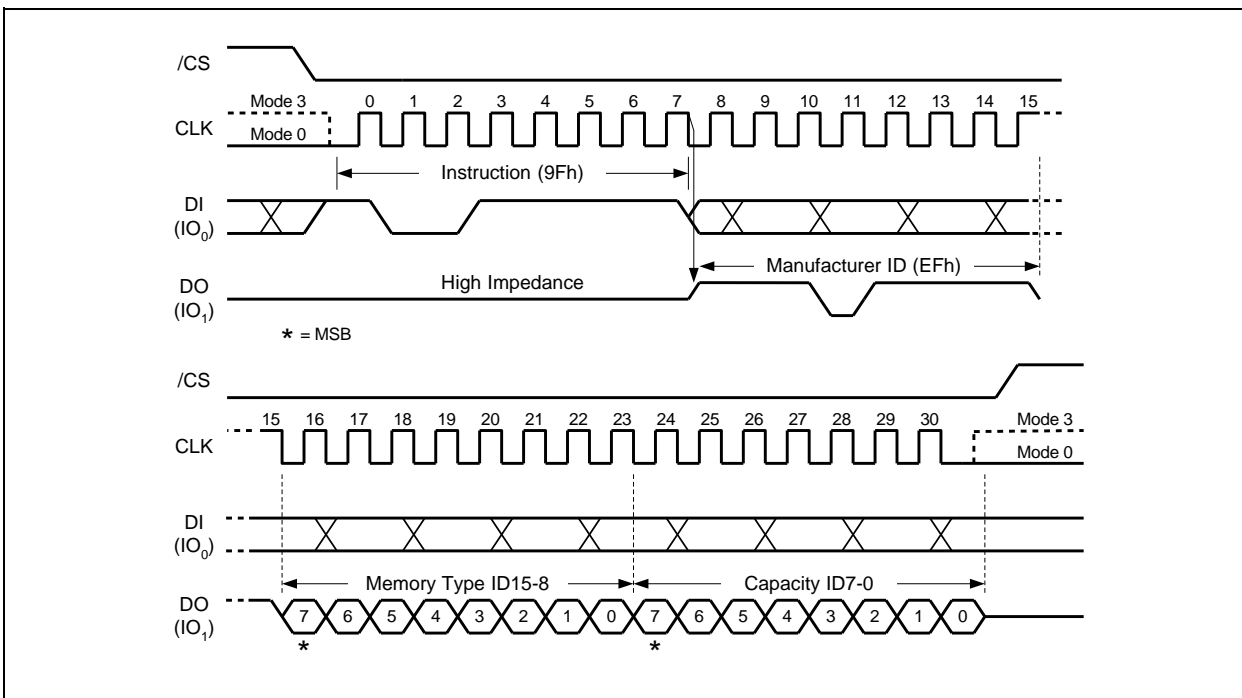 /CS
Mode 3 0 1 2 3 4 5 6 7 8 9 10 11 12 13 14 15
CLK
Mode 0
Instruction (9Fh)
DI
(IO0)
Manufacturer ID (EFh)
DO
(IO1)
High Impedance
* = MSB
/CS
15 16 17 18 19 20 21 22 23 24 25 26 27 28 29 30 Mode 3
CLK
Mode 0
DI
(IO0)
Memory Type ID15-8 Capacity ID7-0
DO
(IO1)
7 6 5 4 3 2 1 0 7 6 5 4 3 2 1 0
* *